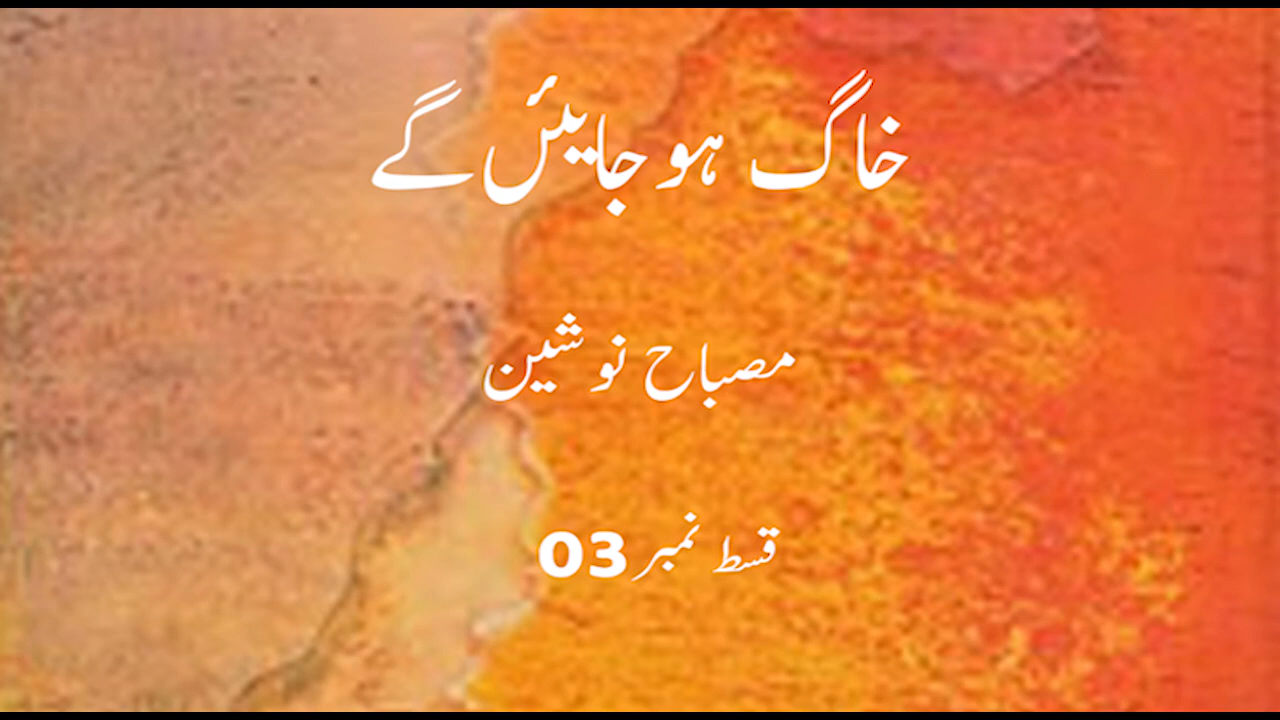 خاگ ہو جایئں گے
مصباح نوشین
قسط نمبر 03